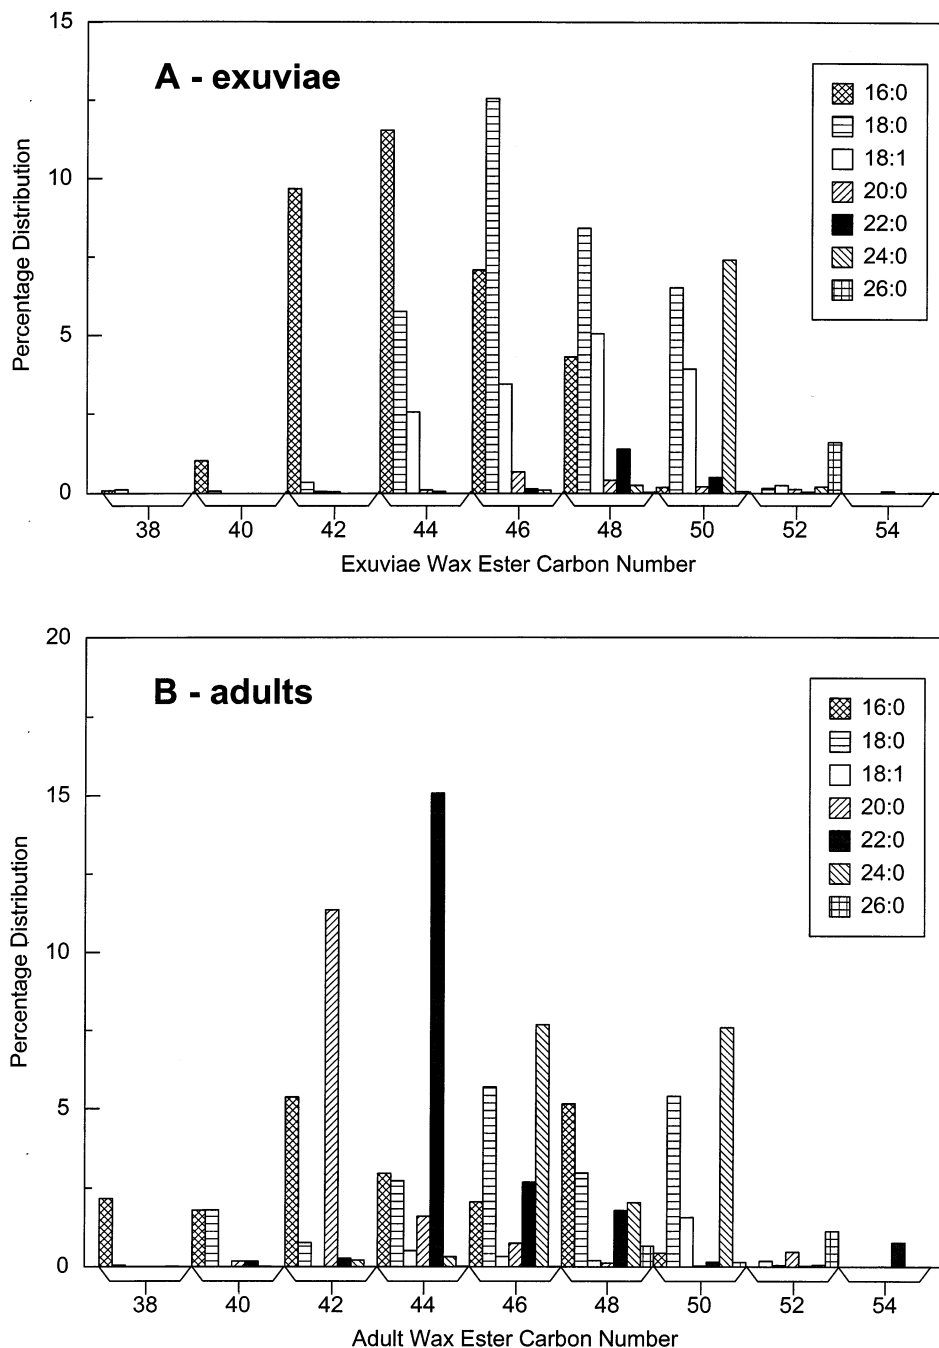 15
A - exuviae
16:0
18:0
18:1
20:0
22:0
24:0
26:0
10
5
0
Percentage Distribution
38 40 42 44 46 48 50 52 54
Exuviae Wax Ester Carbon Number
20
B - adults
16:0
18:0
18:1
20:0
22:0
24:0
26:0
15
10
5
0
Percentage Distribution
38 40 42 44 46 48 50 52 54
Adult Wax Ester Carbon Number